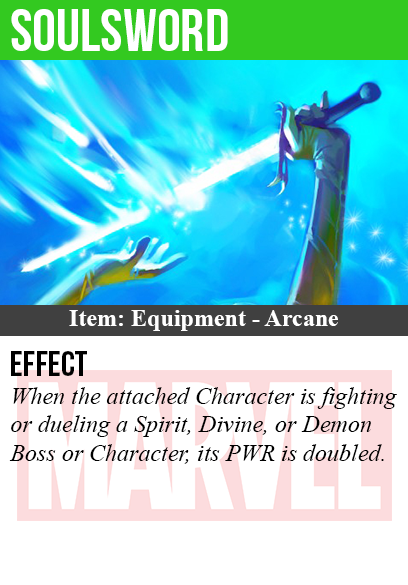 SOULSWORD
Item: Equipment - Arcane
EFFECT
MARVEL
When the attached Character is fighting
or dueling a Spirit, Divine, or Demon
Boss or Character, its PWR is doubled.